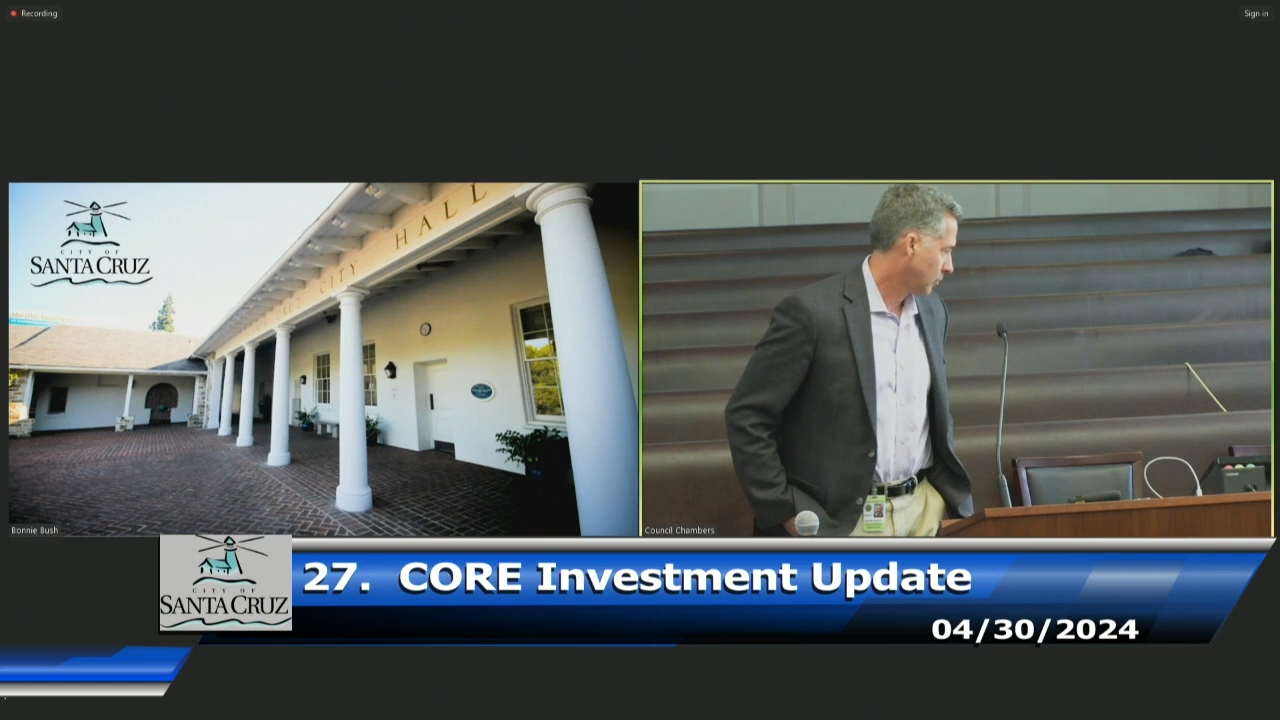 Recording
Sign in
CITY OF
SANTA CRUZ
CITY HALL
Bonnie Bush
Council Chambers
CITY OF
SANTA CRUZ
27. CORE Investment Update
04/30/2024